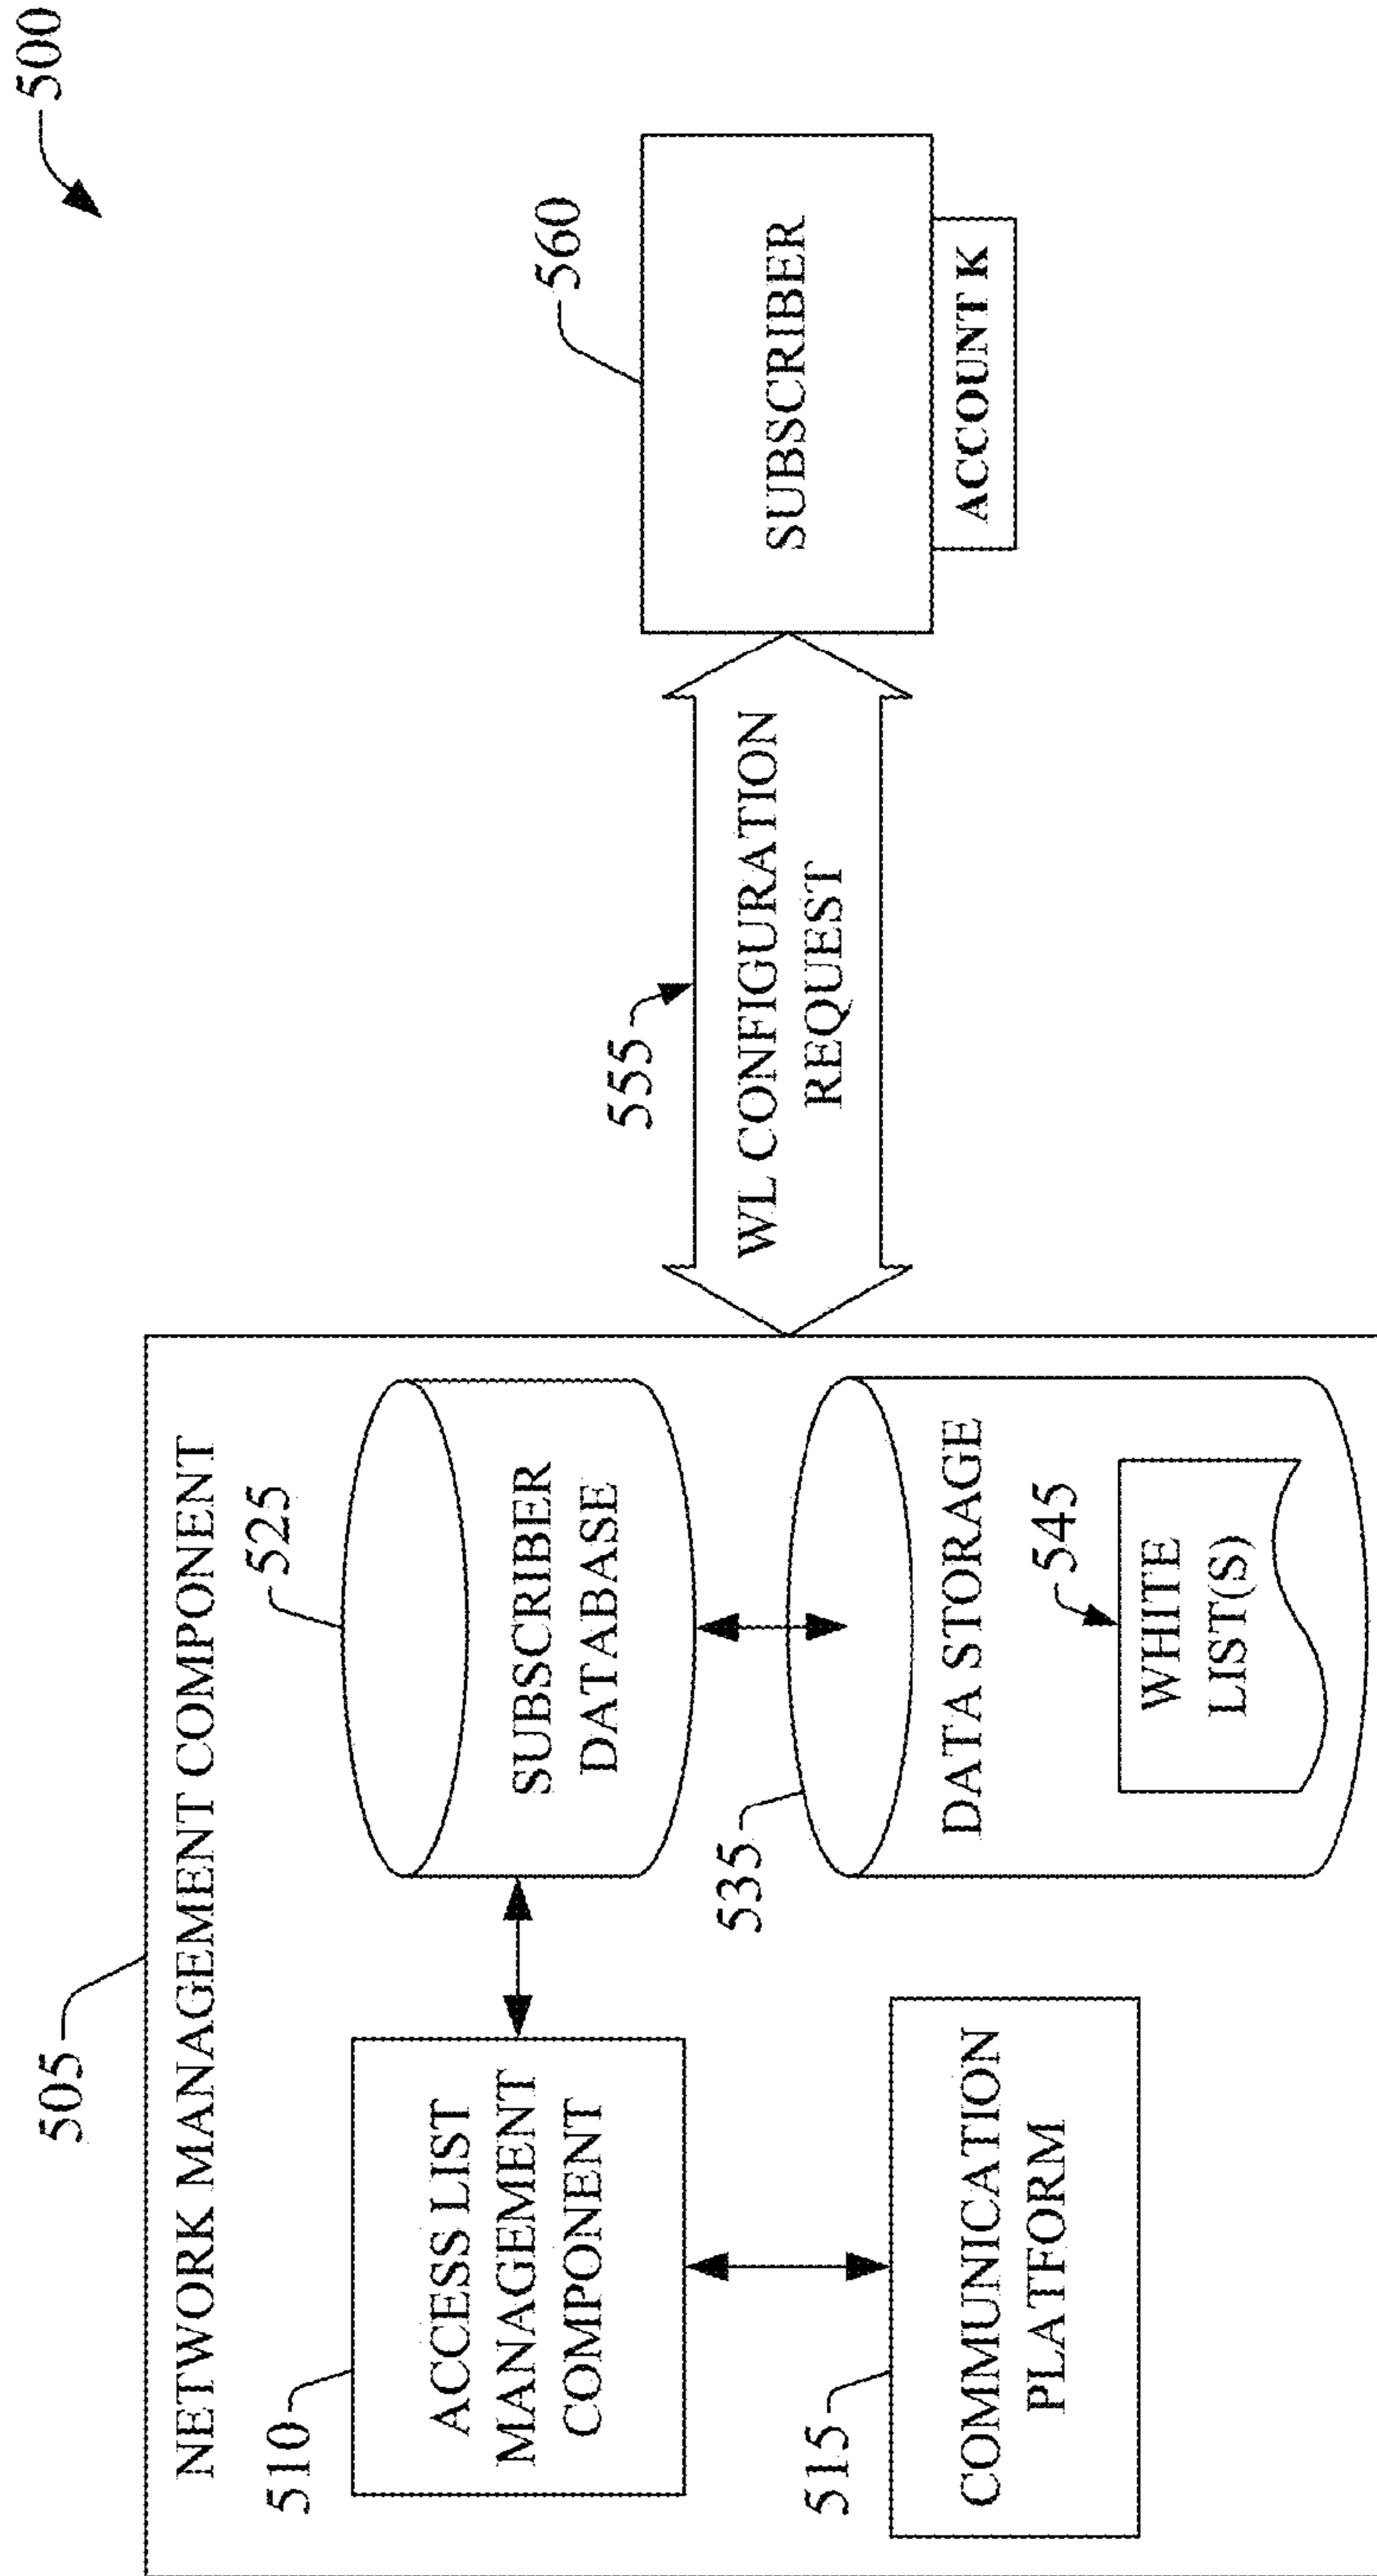 500
505
NETWORK MANAGEMENT COMPONENT
510
ACCESS LIST
MANAGEMENT
COMPONENT
525
SUBSCRIBER
DATABASE
515
COMMUNICATION
PLATFORM
535
DATA STORAGE
545
WHITE
LIST(S)
555
WL CONFIGURATION
REQUEST
560
SUBSCRIBER
ACCOUNT K